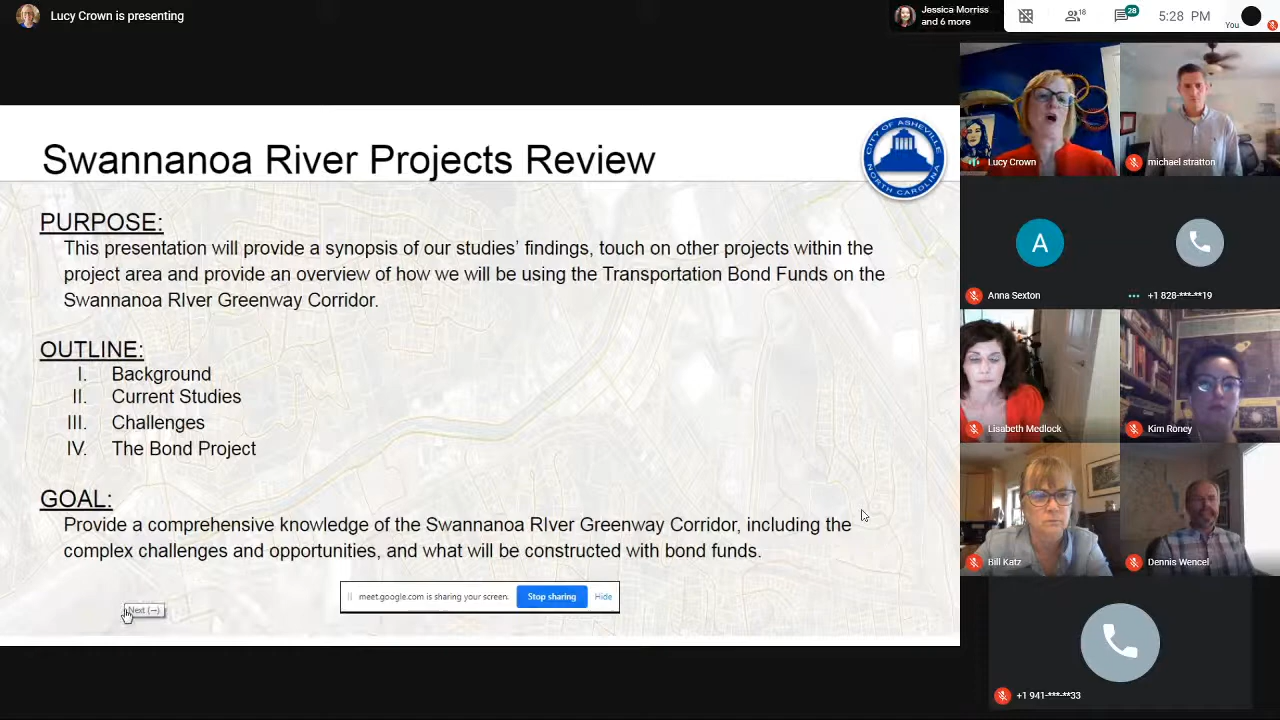 Lucy Crown is presenting
Jessica Morriss
and 6 more
18
28
5:28 PM
You
Swannanoa River Projects Review
CITY OF ASHEVILLE
NORTH CAROLINA
PURPOSE:
This presentation will provide a synopsis of our studies' findings, touch on other projects within the
project area and provide an overview of how we will be using the Transportation Bond Funds on the
Swannanoa RIver Greenway Corridor.
OUTLINE:
I. Background
II. Current Studies
III. Challenges
IV. The Bond Project
GOAL:
Provide a comprehensive knowledge of the Swannanoa RIver Greenway Corridor, including the
complex challenges and opportunities, and what will be constructed with bond funds.
Next (→)
meet.google.com is sharing your screen.
Stop sharing
Hide
Lucy Crown
michael stratton
A
Anna Sexton
+1 828-***-**19
Lisabeth Medlock
Kim Roney
Bill Katz
Dennis Wencel
+1 941-***-**33